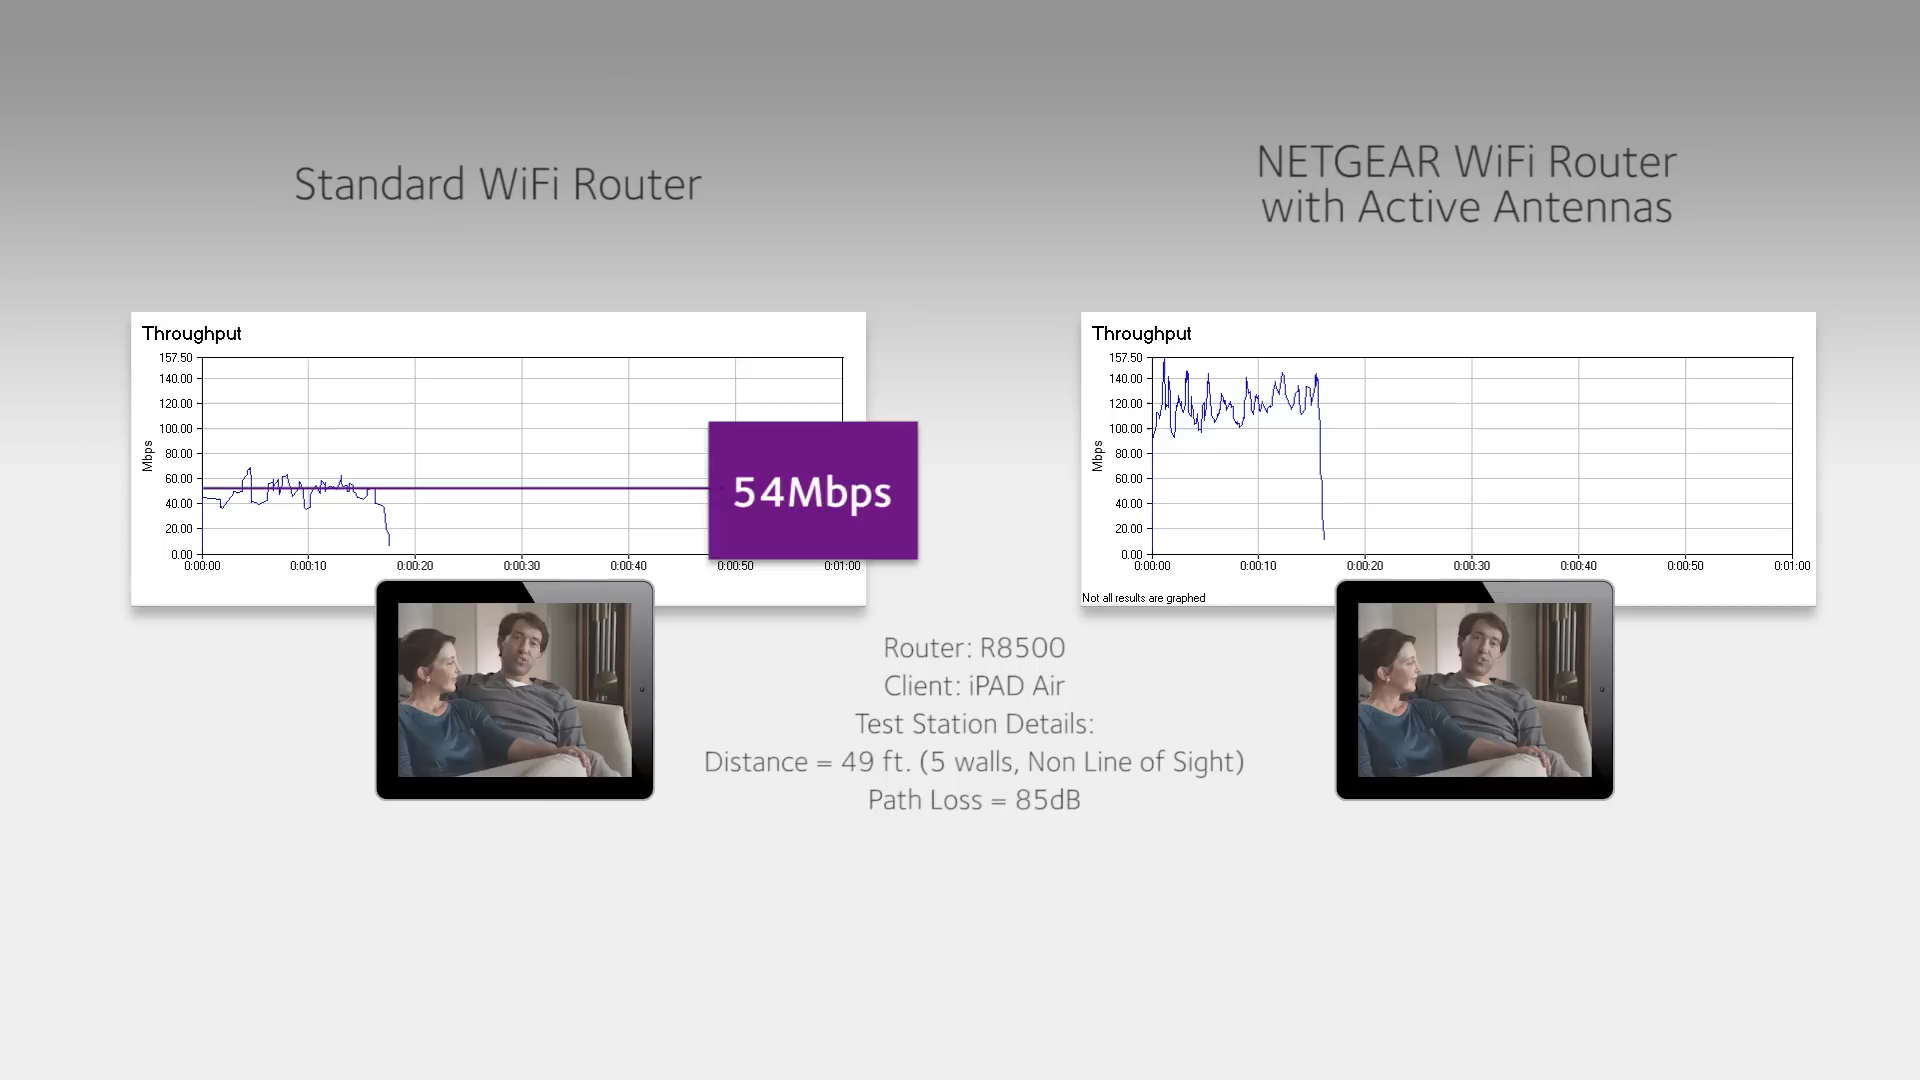 Standard WiFi Router
NETGEAR WiFi Router
with Active Antennas
Throughput
157.50
140.00
120.00
100.00
80.00
60.00
40.00
20.00
0.00
Mbps
0:00:00 0:00:10 0:00:20 0:00:30 0:00:40 0:00:50 0:01:00
54Mbps
Throughput
157.50
140.00
120.00
100.00
80.00
60.00
40.00
20.00
0.00
Mbps
0:00:00 0:00:10 0:00:20 0:00:30 0:00:40 0:00:50 0:01:00
Not all results are graphed
Router: R8500
Client: iPAD Air
Test Station Details:
Distance = 49 ft. (5 walls, Non Line of Sight)
Path Loss = 85dB